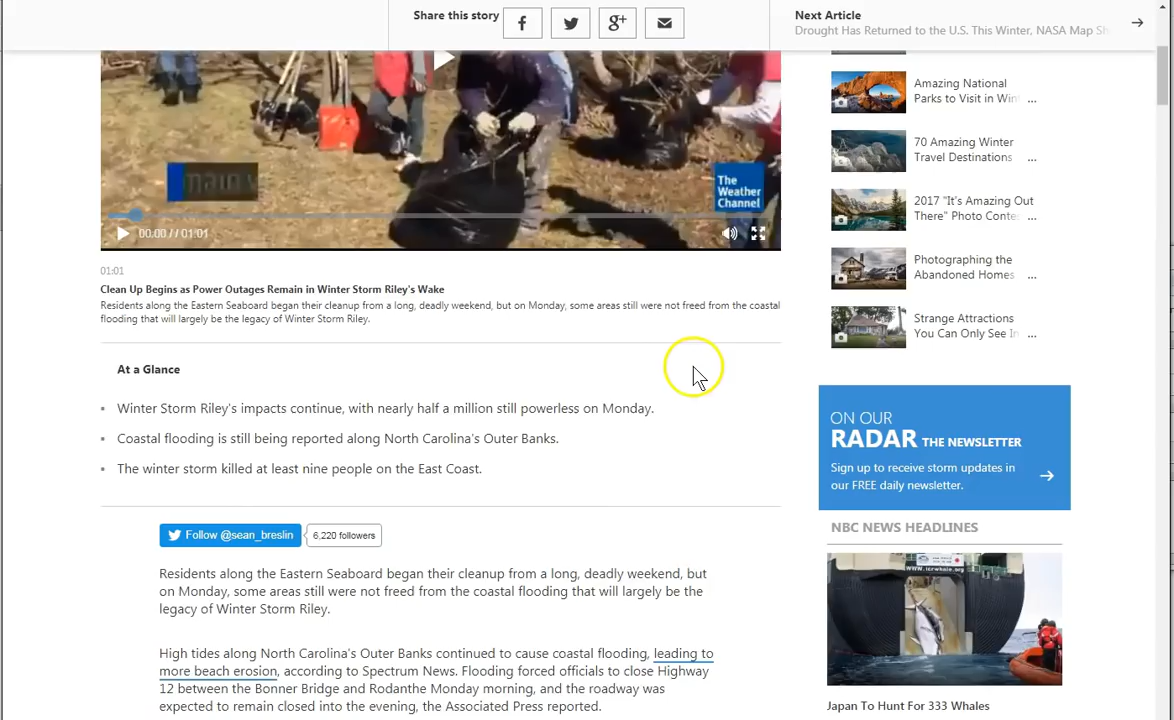 Share this story
Next Article
Drought Has Returned to the U.S. This Winter, NASA Map Sh
Amazing National
Parks to Visit in Win ...
70 Amazing Winter
Travel Destinations ...
2017 "It's Amazing Out
There" Photo Conte ...
Photographing the
Abandoned Homes ...
Strange Attractions
You Can Only See In ...
The
Weather
Channel
00:00 // 01:01
01:01
Clean Up Begins as Power Outages Remain in Winter Storm Riley's Wake
Residents along the Eastern Seaboard began their cleanup from a long, deadly weekend, but on Monday, some areas still were not freed from the coastal
flooding that will largely be the legacy of Winter Storm Riley.
At a Glance
Winter Storm Riley's impacts continue, with nearly half a million still powerless on Monday.
Coastal flooding is still being reported along North Carolina's Outer Banks.
The winter storm killed at least nine people on the East Coast.
Follow @sean_breslin
6,220 followers
Residents along the Eastern Seaboard began their cleanup from a long, deadly weekend, but
on Monday, some areas still were not freed from the coastal flooding that will largely be the
legacy of Winter Storm Riley.
High tides along North Carolina's Outer Banks continued to cause coastal flooding, leading to
more beach erosion, according to Spectrum News. Flooding forced officials to close Highway
12 between the Bonner Bridge and Rodanthe Monday morning, and the roadway was
expected to remain closed into the evening, the Associated Press reported.
ON OUR
RADAR THE NEWSLETTER
Sign up to receive storm updates in
our FREE daily newsletter.
NBC NEWS HEADLINES
www.icrwhale.org
Japan To Hunt For 333 Whales